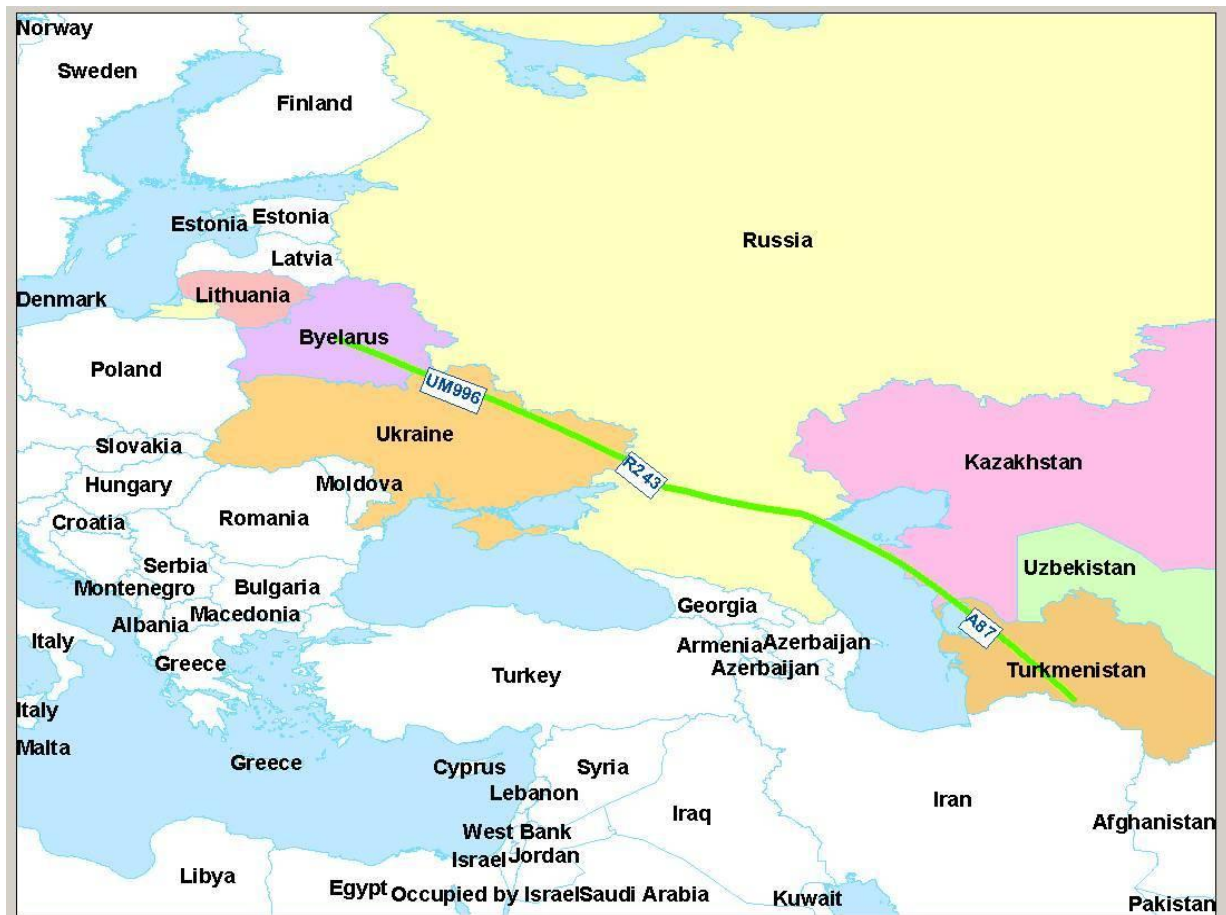 Norway
Sweden
Finland
Estonia
Estonia
Russia
Latvia
Denmark
Lithuania
Byelarus
Poland
UM996
Ukraine
Slovakia
Kazakhstan
R243
Hungary
Moldova
Romania
Croatia
Serbia
Uzbekistan
Montenegro
Bulgaria
Georgia
Albania
Macedonia
A87
Italy
Armenia
Azerbaijan
Greece
Azerbaijan
Turkmenistan
Turkey
Italy
Malta
Greece
Cyprus
Syria
Lebanon
Iran
Iraq
Afghanistan
West Bank
Israel
Jordan
Libya
Egypt
Occupied by Israel
Saudi Arabia
Kuwait
Pakistan